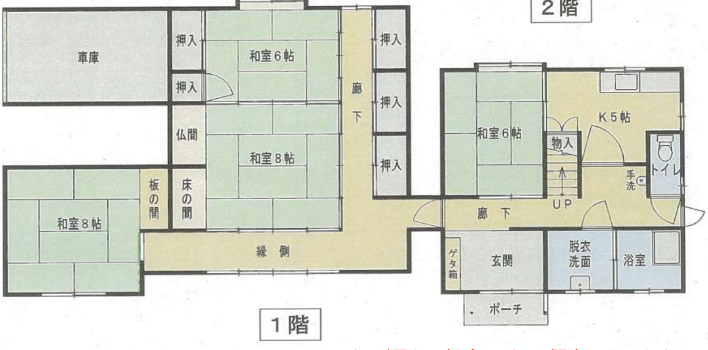 2階
車庫
押入
押入
和室6帖
廊下
押入
押入
押入
仏間
和室8帖
床の間
板の間
和室8帖
縁側
和室6帖
K5帖
物入
UP
手洗
トイレ
廊下
ゲタ箱
玄関
脱衣
洗面
浴室
ポーチ
1階